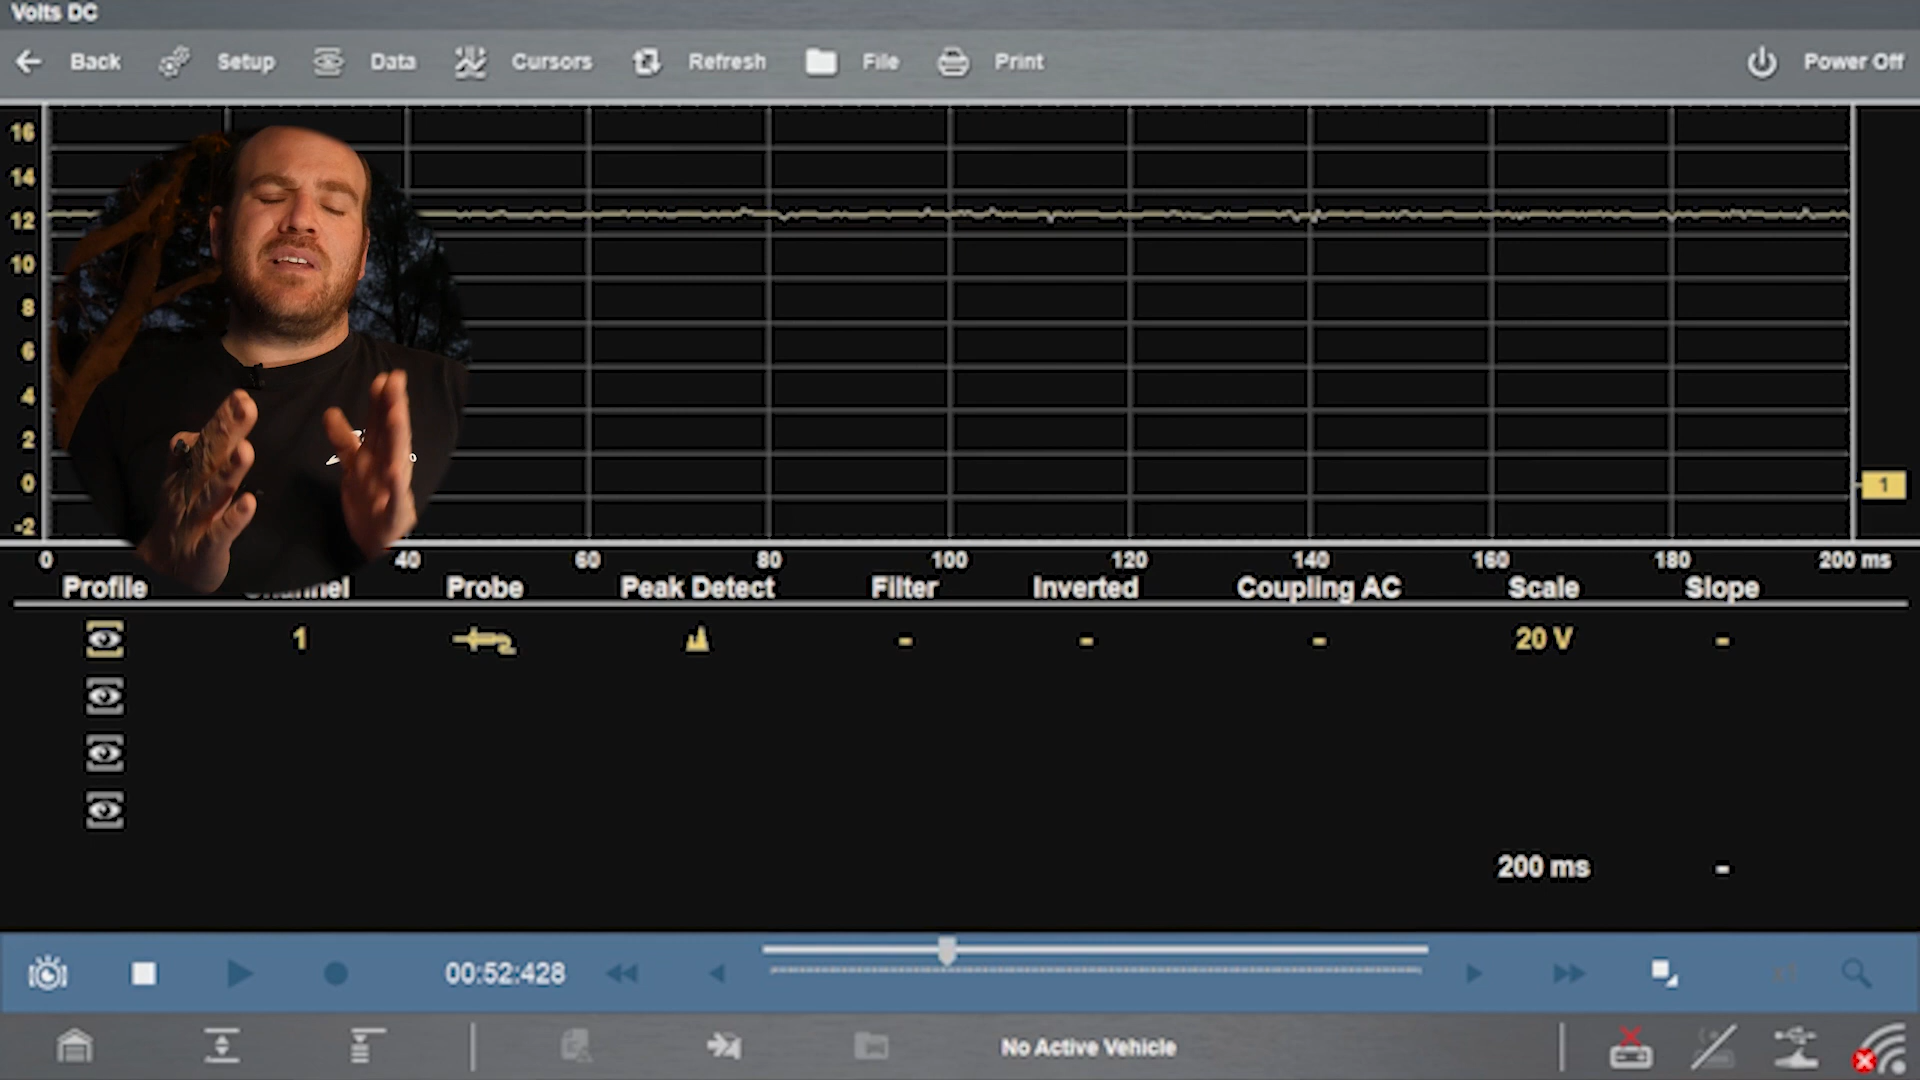 Volts DC
Back Setup Data Cursors Refresh File Print Power Off
16
14
12
10
8
6
4
2
0
-2
1
0 40 60 80 100 120 140 160 180 200 ms
Profile Channel Probe Peak Detect Filter Inverted Coupling AC Scale Slope
1 - - - 20 V -
200 ms -
00:52:428
No Active Vehicle